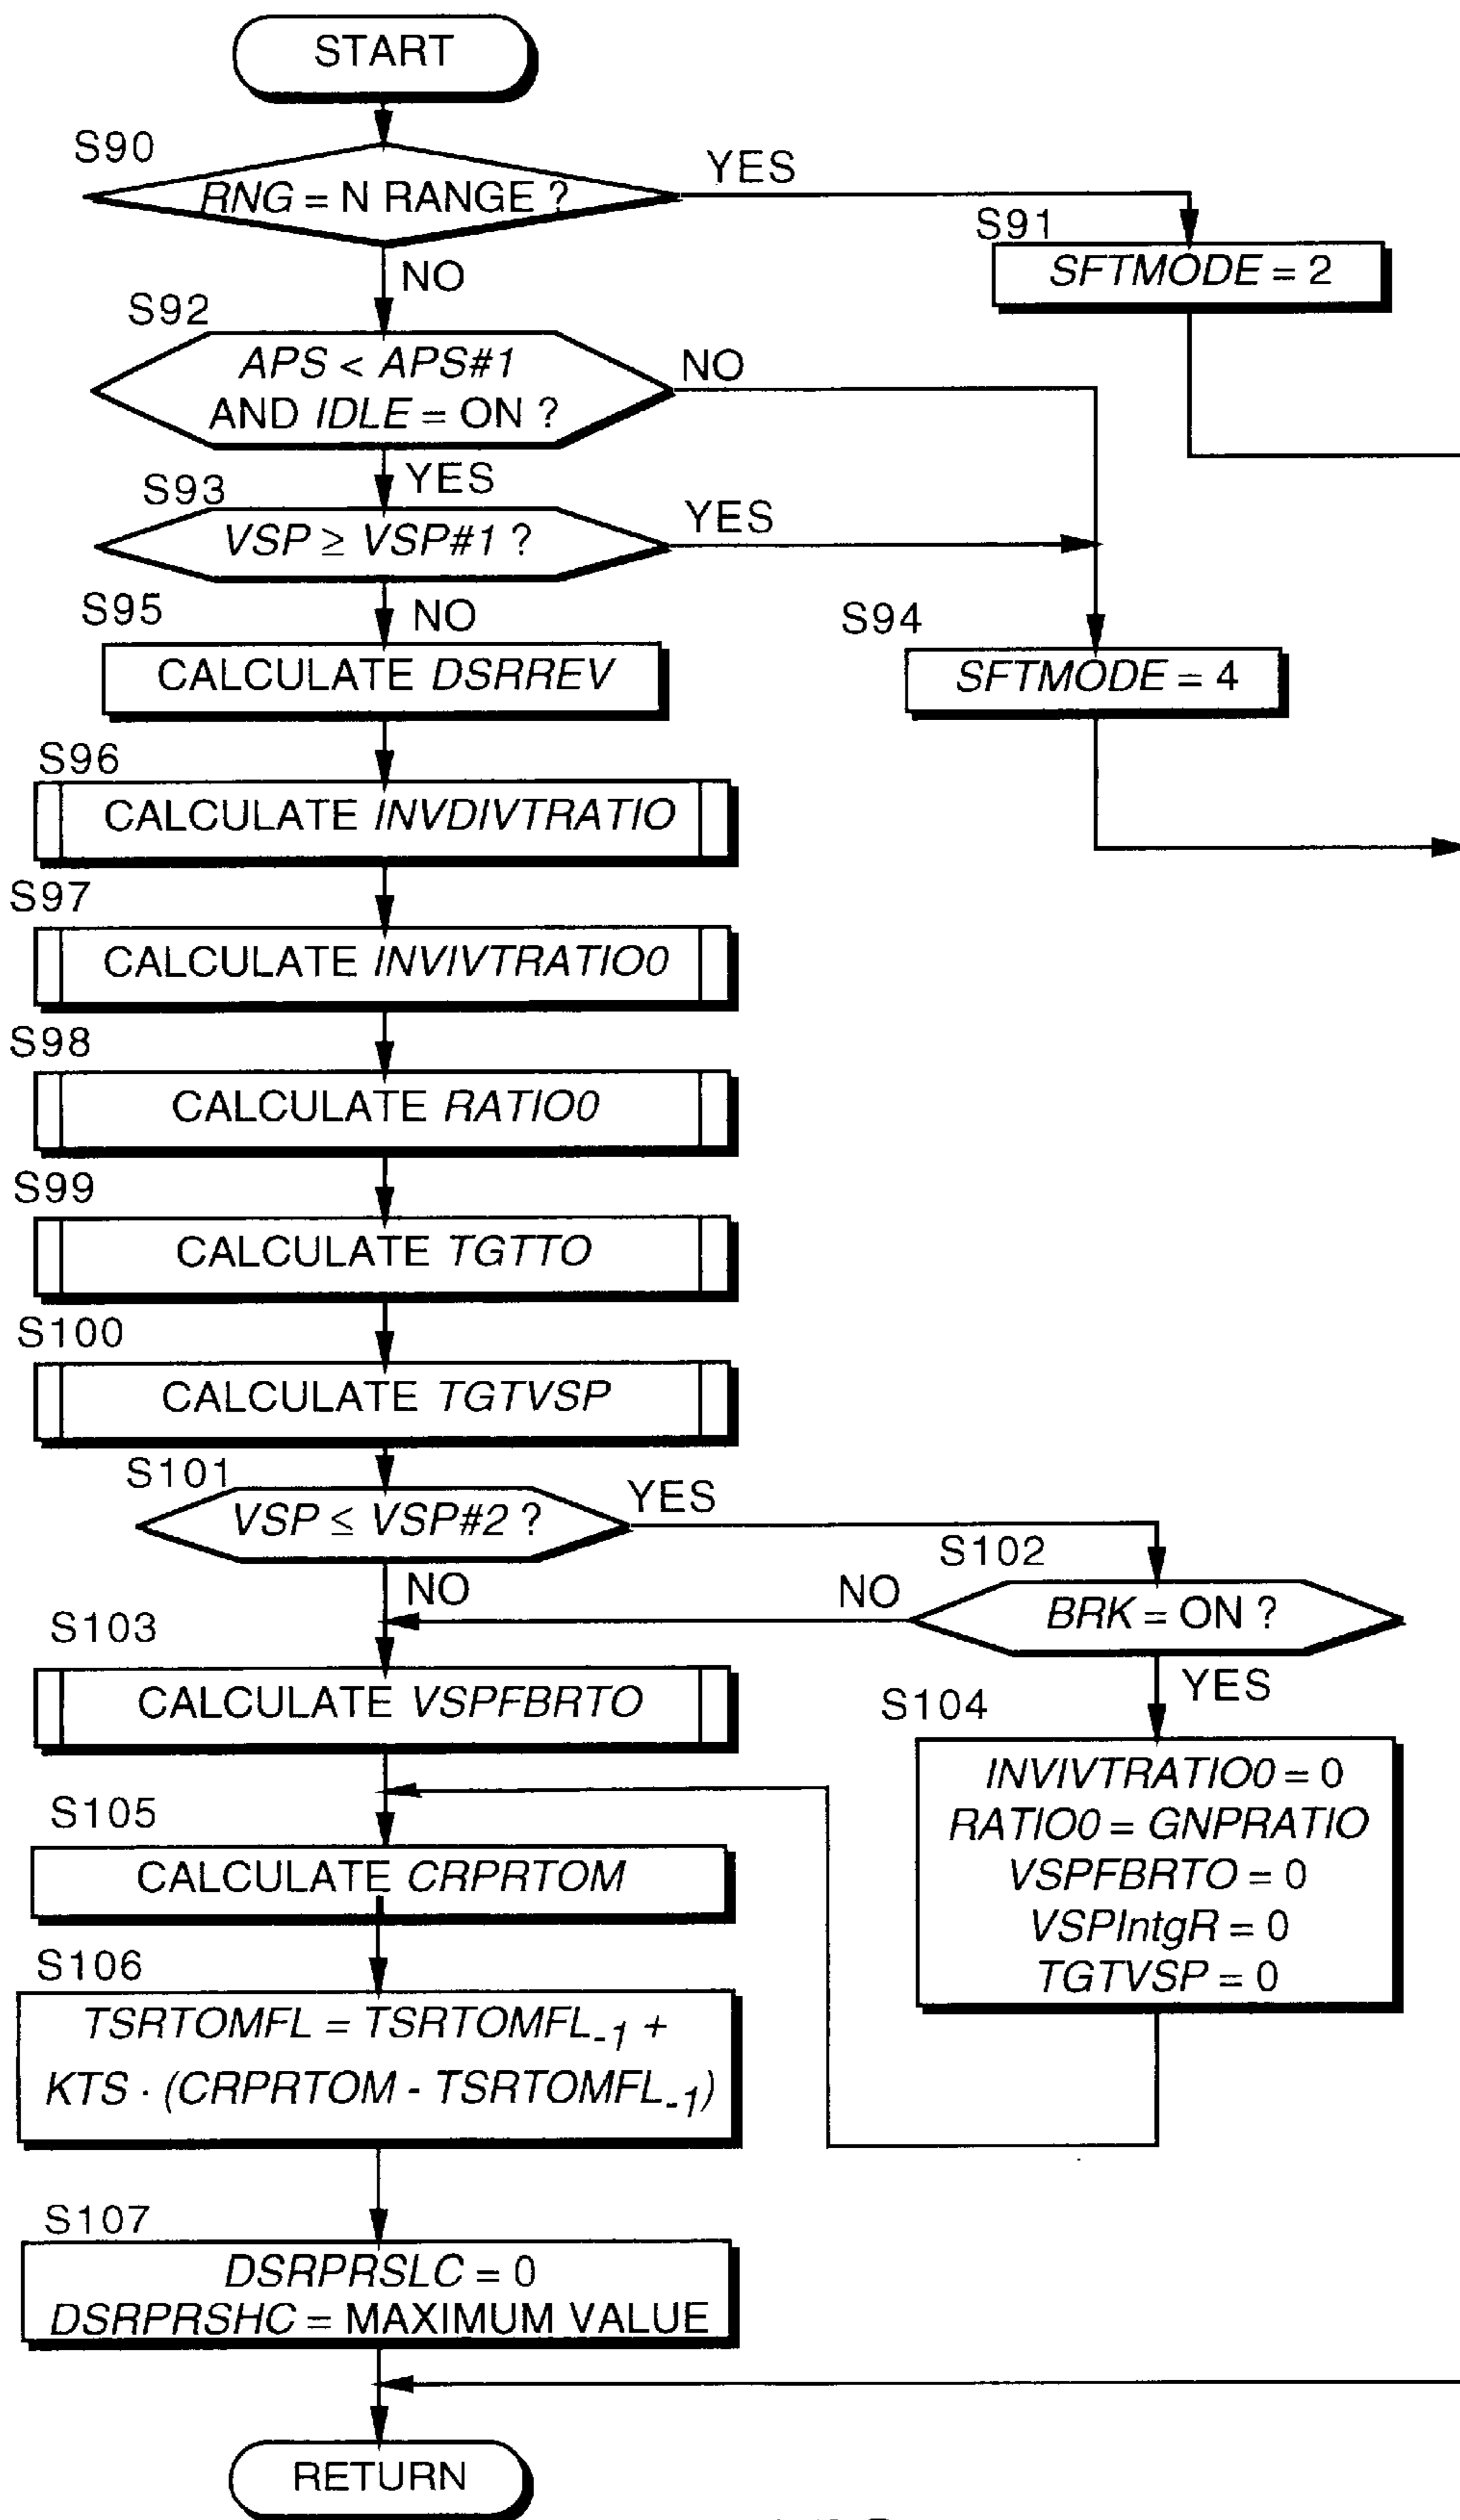 START
S90
RNG = N RANGE ?
YES
NO
S91
SFTMODE = 2
S92
APS < APS#1
AND IDLE = ON ?
NO
YES
S93
VSP ≥ VSP#1 ?
YES
NO
S94
SFTMODE = 4
S95
CALCULATE DSRREV
S96
CALCULATE INVDIVTRATIO
S97
CALCULATE INVIVTRATIO0
S98
CALCULATE RATIO0
S99
CALCULATE TGTTO
S100
CALCULATE TGTVSP
S101
VSP ≤ VSP#2 ?
YES
NO
S102
BRK = ON ?
NO
YES
S103
CALCULATE VSPFBRTO
S104
INVIVTRATIO0 = 0
RATIO0 = GNPRATIO
VSPFBRTO = 0
VSPIntgR = 0
TGTVSP = 0
S105
CALCULATE CRPRTOM
S106
TSRTOMFL = TSRTOMFL-1 +
KTS · (CRPRTOM - TSRTOMFL-1)
S107
DSRPRSLC = 0
DSRPRSHC = MAXIMUM VALUE
RETURN